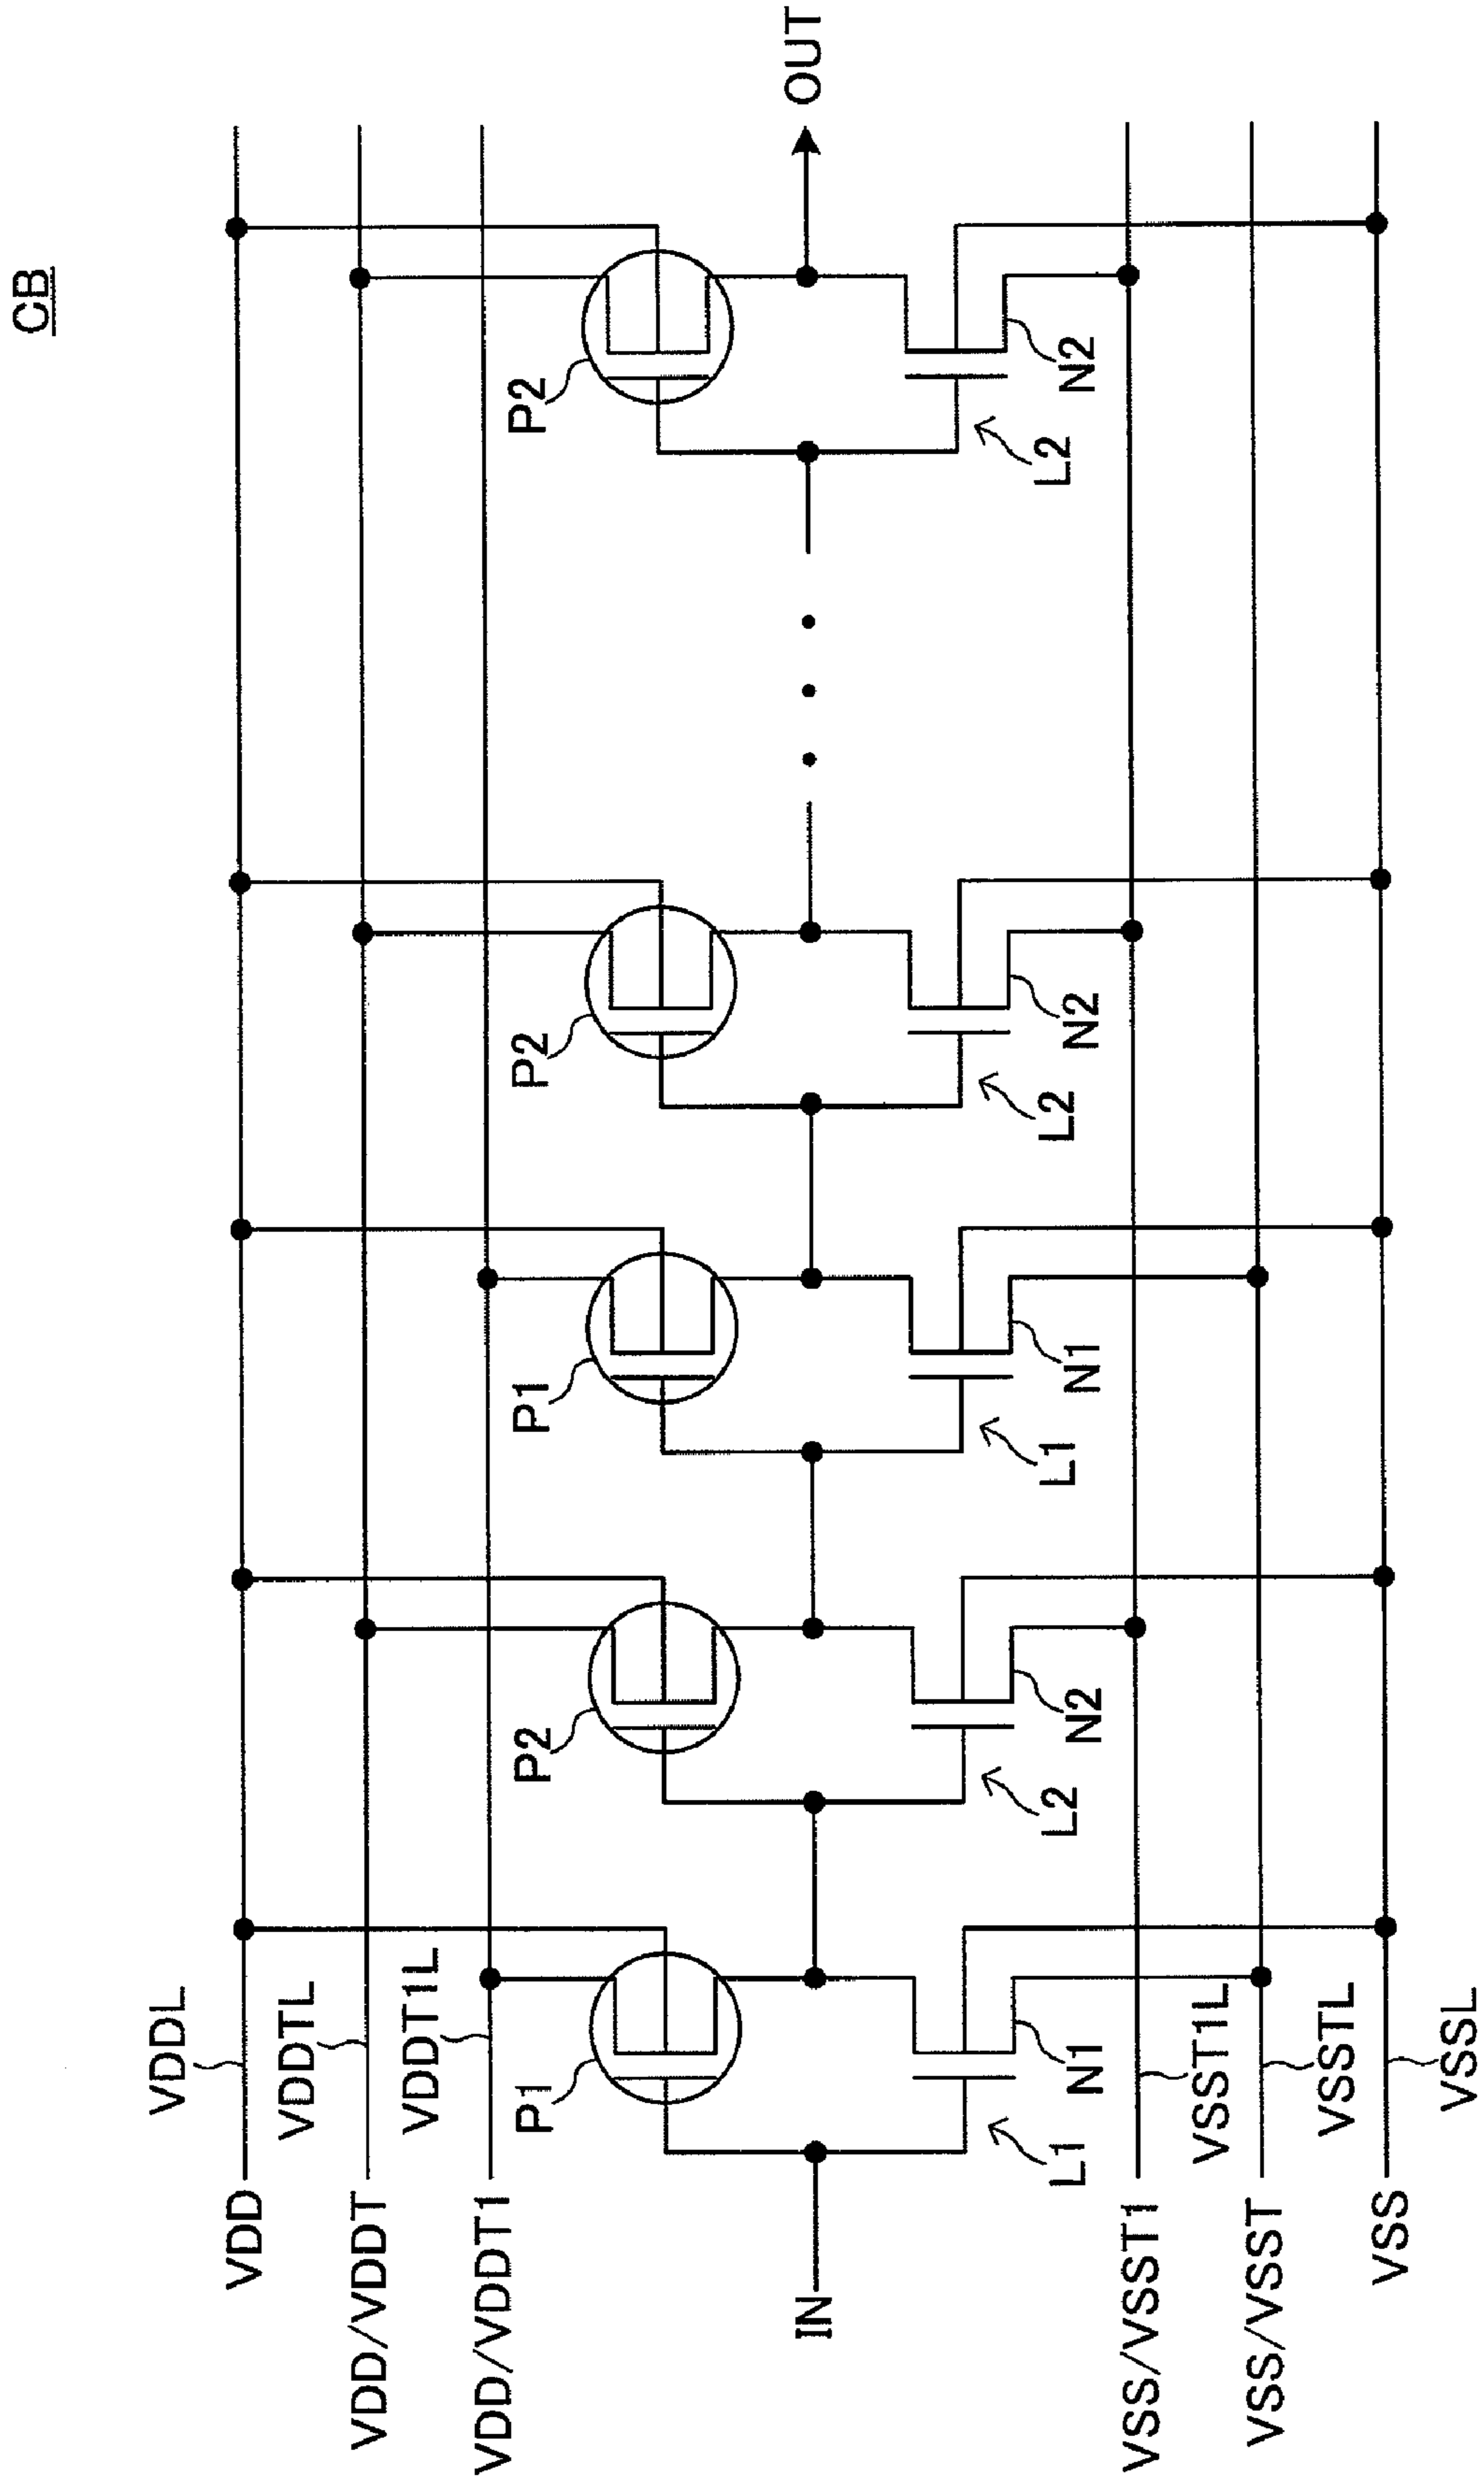 CB
VDDL
VDD
VDDTL
VDD/VDDT
VDDT1L
VDD/VDDT1
P1
P2
P1
P2
P2
IN
OUT
N1
N2
N1
N2
N2
L1
L2
L1
L2
L2
VSS/VSST1
VSST1L
VSS/VSST
VSSTL
VSS
VSSL